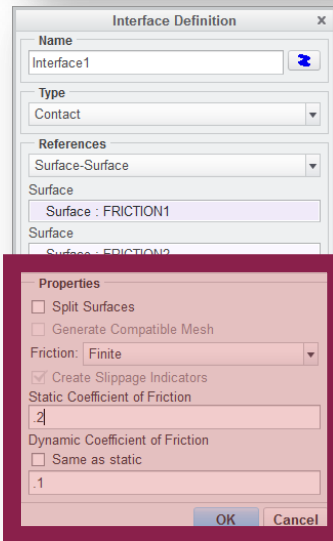 Interface Definition x
Name
Interface1
Type
Contact
References
Surface-Surface
Surface
Surface : FRICTION1
Surface
Surface : FRICTION2
Properties
Split Surfaces
Generate Compatible Mesh
Friction: Finite
Create Slippage Indicators
Static Coefficient of Friction
.2
Dynamic Coefficient of Friction
Same as static
.1
OK Cancel